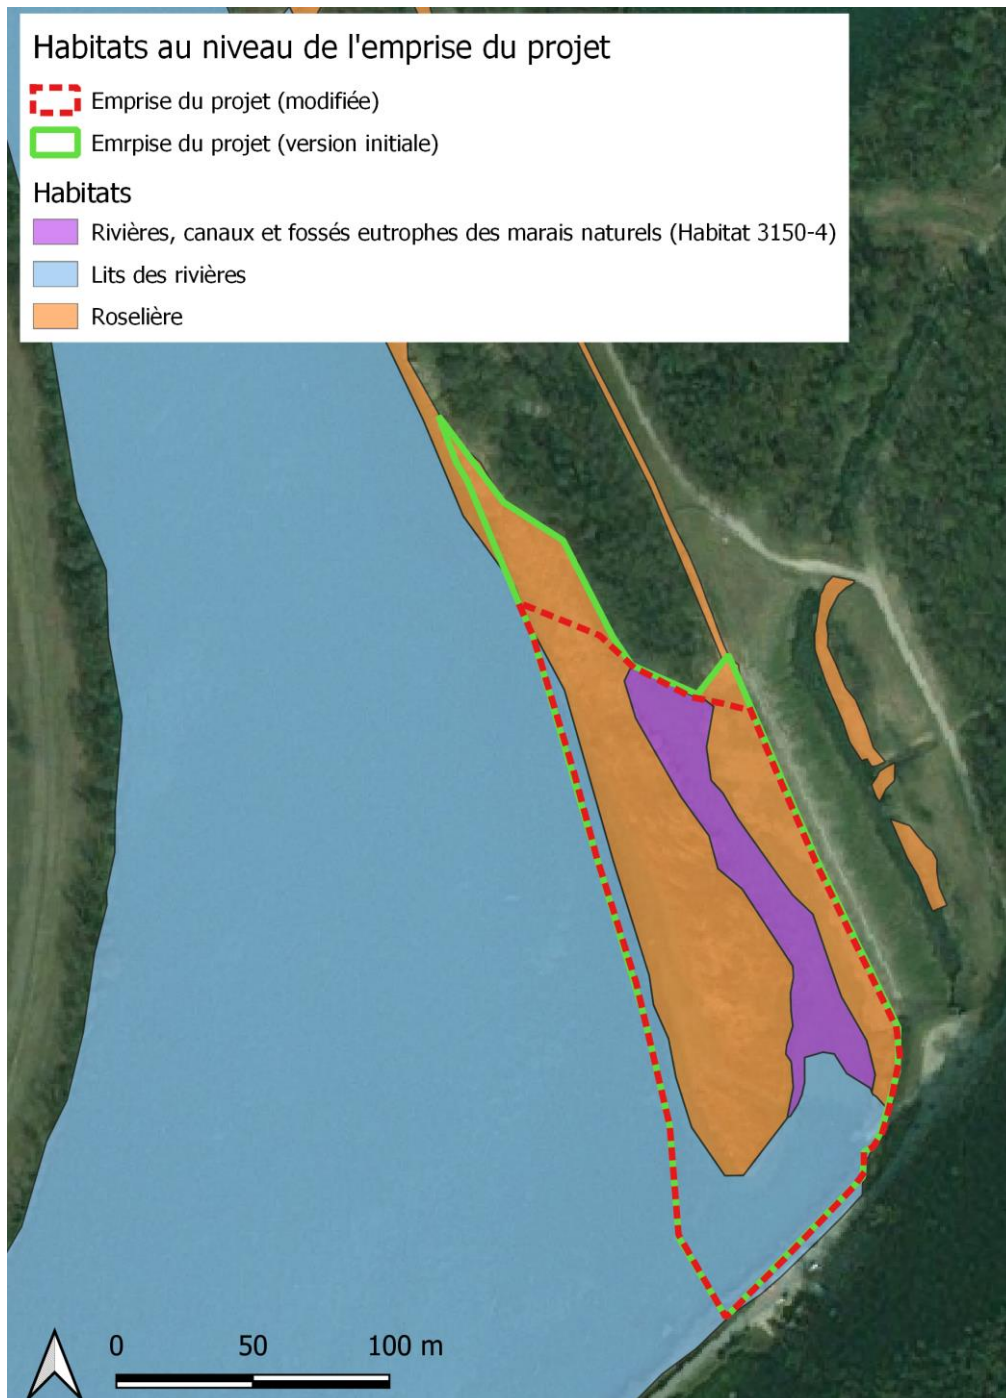 Habitats au niveau de l'emprise du projet
Emprise du projet (modifiée)
Emrpise du projet (version initiale)
Habitats
Rivières, canaux et fossés eutrophes des marais naturels (Habitat 3150-4)
Lits des rivières
Roselière
0 50 100 m